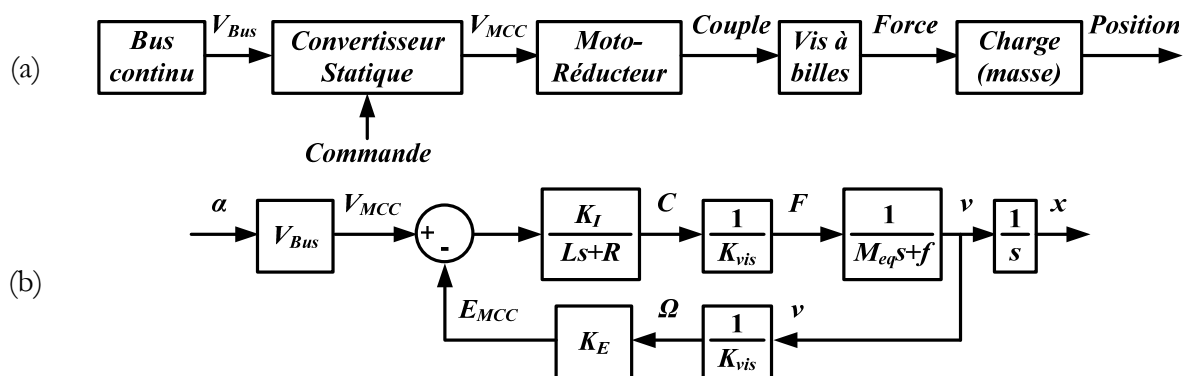 V_Bus V_MCC Couple Force Position
(a) Bus continu Convertisseur Statique Moto-Réducteur Vis à billes Charge (masse)
Commande
α V_Bus V_MCC + - K_I / Ls+R C 1 / K_vis F 1 / M_eq s+f v 1 / s x
(b)
E_MCC K_E Ω 1 / K_vis v